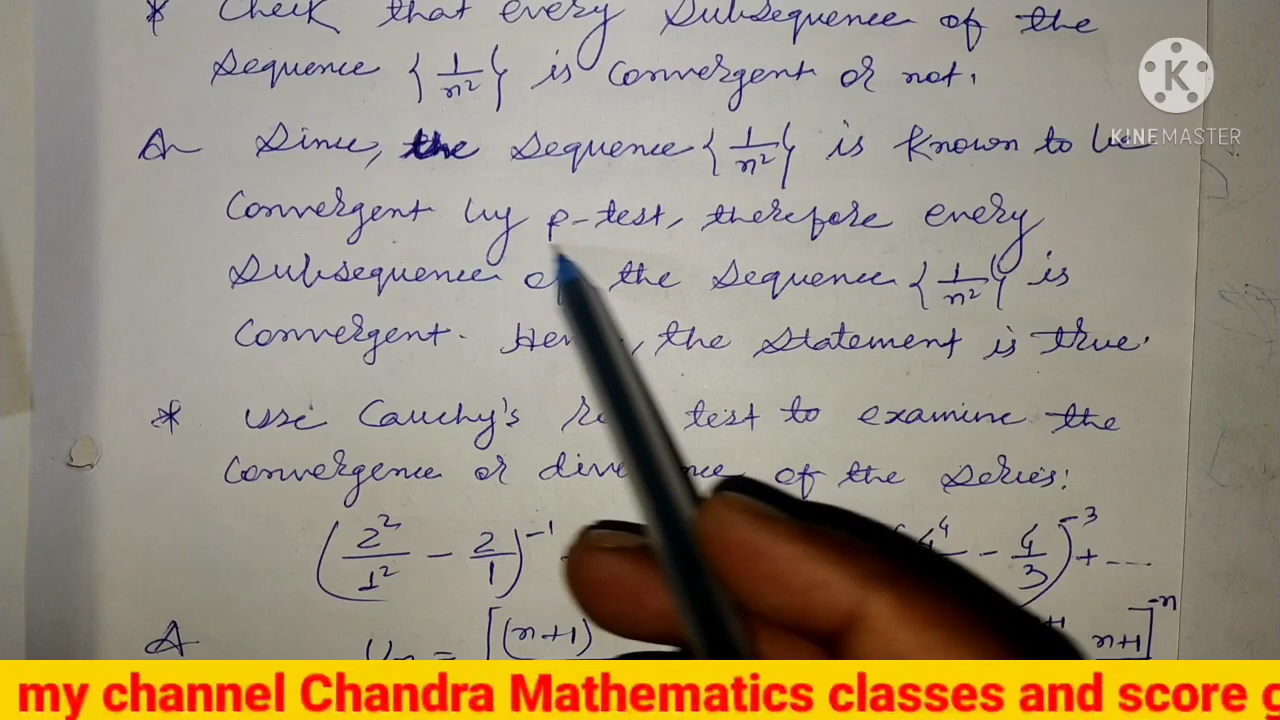 * Check that every Subsequence of the
Sequence {1/n²} is Convergent or not.
K
KINEMASTER
An Since, the Sequence {1/n²} is known to be
Convergent by p-test, therefore every
Subsequence of the Sequence {1/n²} is
Convergent. Hen , the Statement is true.
* Use Cauchy's test to examine the
Convergence or of the Series:
(2²/1² - 2/1)⁻¹ - 4/3)⁻³ + ---
A = [(n+1) n+1]⁻ⁿ
my channel Chandra Mathematics classes and score g